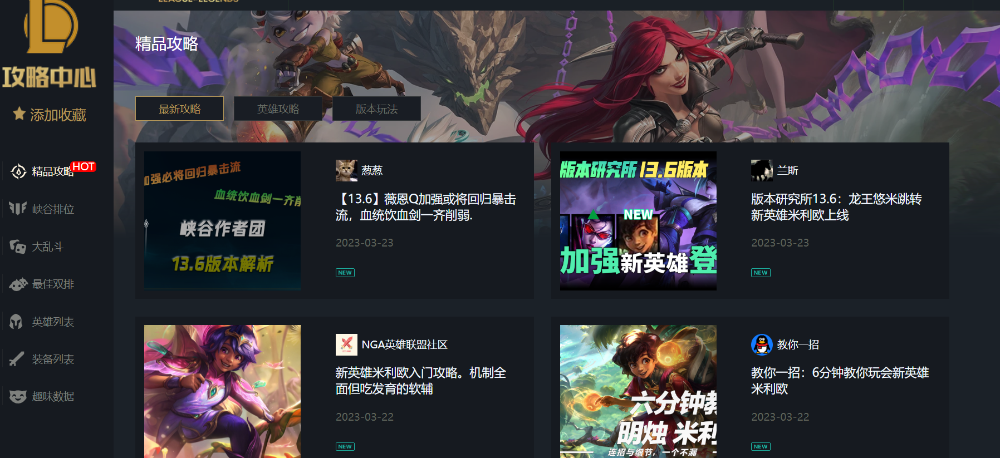 LEAGUE OF LEGENDS
攻略中心
添加收藏
精品攻略
HOT
峡谷排位
大乱斗
最佳双排
英雄列表
装备列表
趣味数据
精品攻略
最新攻略
英雄攻略
版本玩法
加强必将回归暴击流
血统饮血剑一齐削
峡谷作者团
13.6版本解析
葱葱
【13.6】薇恩Q加强或将回归暴击
流，血统饮血剑一齐削弱.
2023-03-23
NEW
版本研究所 13.6版本
NEW
加强新英雄登
兰斯
版本研究所13.6：龙王悠米跳转
新英雄米利欧上线
2023-03-23
NEW
NGA英雄联盟社区
新英雄米利欧入门攻略。机制全
面但吃发育的软辅
2023-03-22
NEW
六分钟教
明烛 米利
连招与细节，一个不漏
教你一招
教你一招：6分钟教你玩会新英雄
米利欧
2023-03-22
NEW